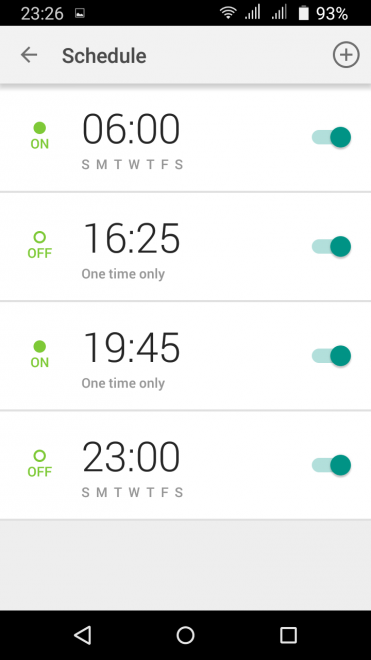 23:26 93%
Schedule
06:00
ON
S M T W T F S
16:25
OFF
One time only
19:45
ON
One time only
23:00
OFF
S M T W T F S